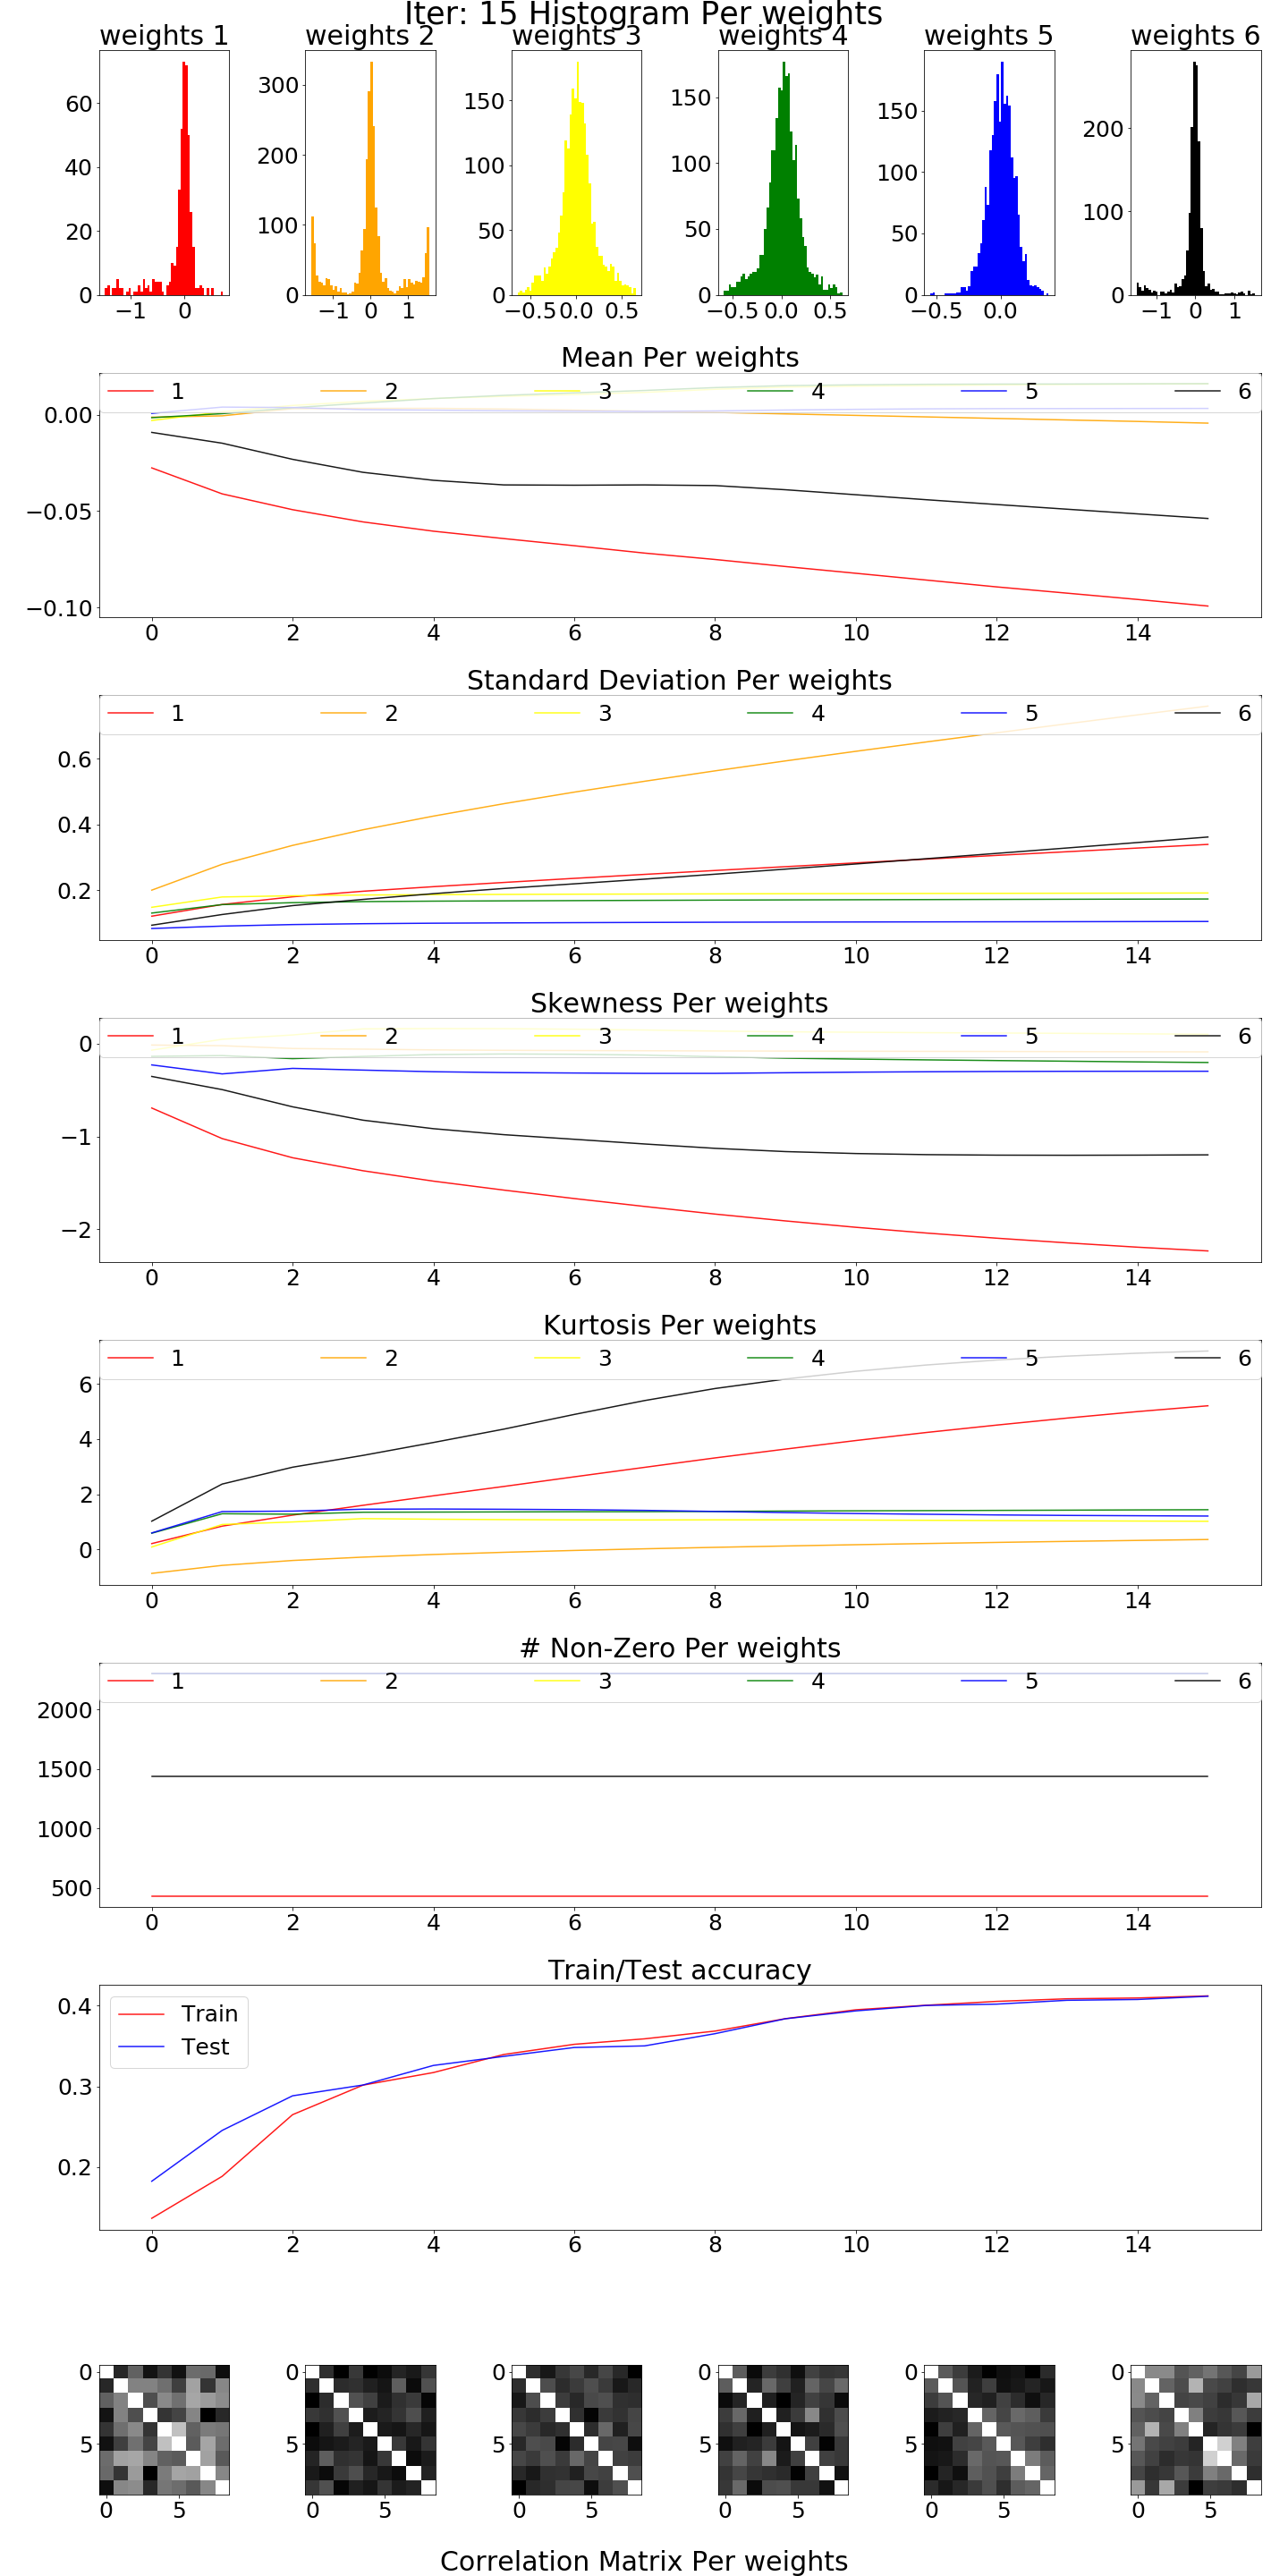 Iter: 15 Histogram Per weights
weights 1 weights 2 weights 3 weights 4 weights 5 weights 6
60 40 20 0 −1 0
300 200 100 0 −1 0 1
150 100 50 0 −0.5 0.0 0.5
150 100 50 0 −0.5 0.0 0.5
150 100 50 0 −0.5 0.0
200 100 0 −1 0 1
Mean Per weights
1 2 3 4 5 6
0.00
−0.05
−0.10
0 2 4 6 8 10 12 14
Standard Deviation Per weights
1 2 3 4 5 6
0.6
0.4
0.2
0 2 4 6 8 10 12 14
Skewness Per weights
1 2 3 4 5 6
0
−1
−2
0 2 4 6 8 10 12 14
Kurtosis Per weights
1 2 3 4 5 6
6
4
2
0
0 2 4 6 8 10 12 14
# Non-Zero Per weights
1 2 3 4 5 6
2000
1500
1000
500
0 2 4 6 8 10 12 14
Train/Test accuracy
Train
Test
0.4
0.3
0.2
0 2 4 6 8 10 12 14
0 0 0 0 0 0
5 5 5 5 5 5
0 5 0 5 0 5 0 5 0 5 0 5
Correlation Matrix Per weights